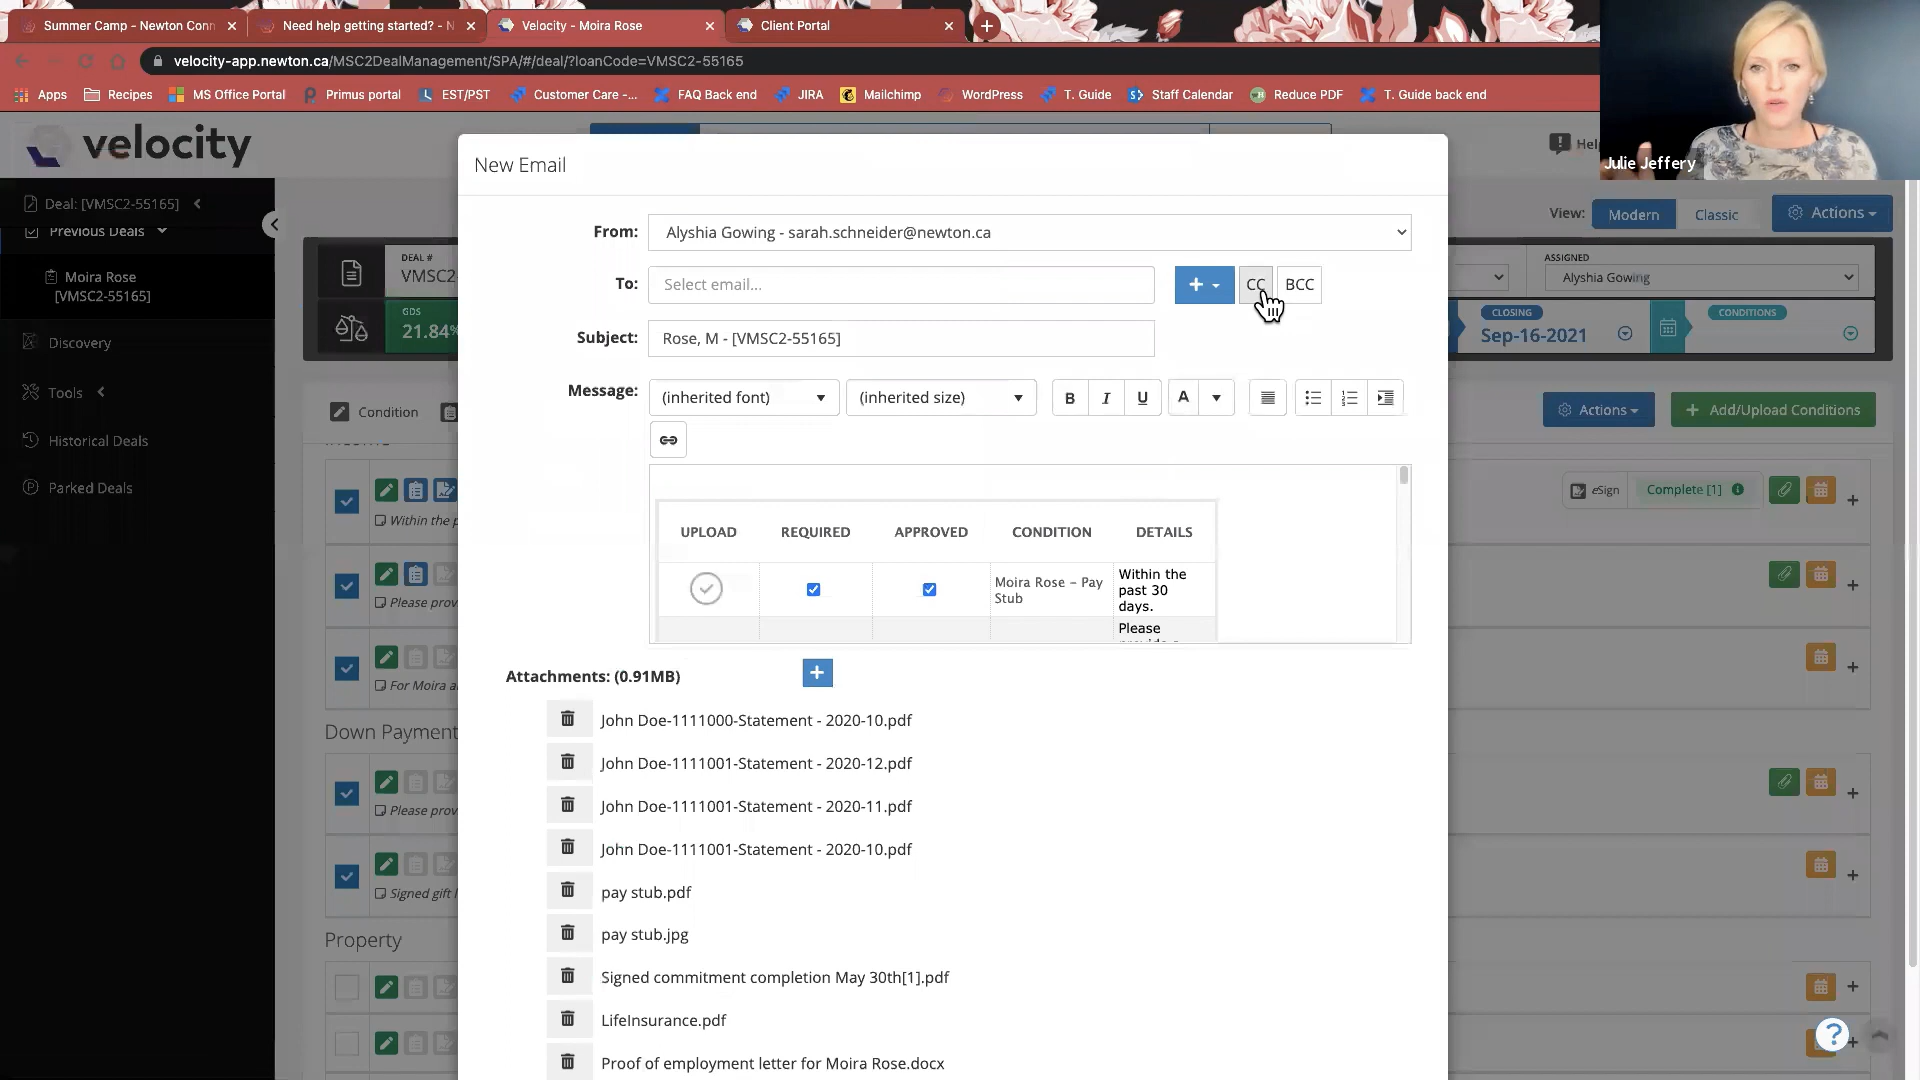 Summer Camp - Newton Conn
Need help getting started? - N
Velocity - Moira Rose
Client Portal
velocity-app.newton.ca/MSC2DealManagement/SPA/#/deal/?loanCode=VMSC2-55165
Apps
Recipes
MS Office Portal
Primus portal
EST/PST
Customer Care -...
FAQ Back end
JIRA
Mailchimp
WordPress
T. Guide
Staff Calendar
Reduce PDF
T. Guide back end
Julie Jeffery
velocity
Deal: [VMSC2-55165]
Previous Deals
Moira Rose
[VMSC2-55165]
Discovery
Tools
Historical Deals
Parked Deals
Help
View:
Modern
Classic
Actions
DEAL #
VMSC2-
GDS
21.84%
ASSIGNED
Alyshia Gowing
CLOSING
Sep-16-2021
CONDITIONS
Condition
Actions
+ Add/Upload Conditions
Income
Within the p
Please provi
For Moira a
eSign
Complete [1]
Down Payment
Please prov
Signed gift l
Property
New Email
From:
Alyshia Gowing - sarah.schneider@newton.ca
To:
Select email...
+
CC
BCC
Subject:
Rose, M - [VMSC2-55165]
Message:
(inherited font)
(inherited size)
B
I
U
A
UPLOAD
REQUIRED
APPROVED
CONDITION
DETAILS
Moira Rose – Pay
Stub
Within the
past 30
days.
Please
Attachments: (0.91MB)
+
John Doe-1111000-Statement - 2020-10.pdf
John Doe-1111001-Statement - 2020-12.pdf
John Doe-1111001-Statement - 2020-11.pdf
John Doe-1111001-Statement - 2020-10.pdf
pay stub.pdf
pay stub.jpg
Signed commitment completion May 30th[1].pdf
LifeInsurance.pdf
Proof of employment letter for Moira Rose.docx
?